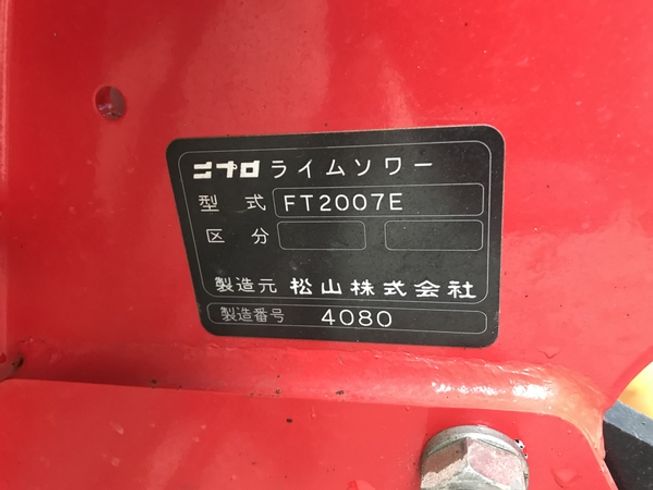 ニプロ ライムソワー
型式 FT2007E
区分
製造元 松山株式会社
製造番号 4080